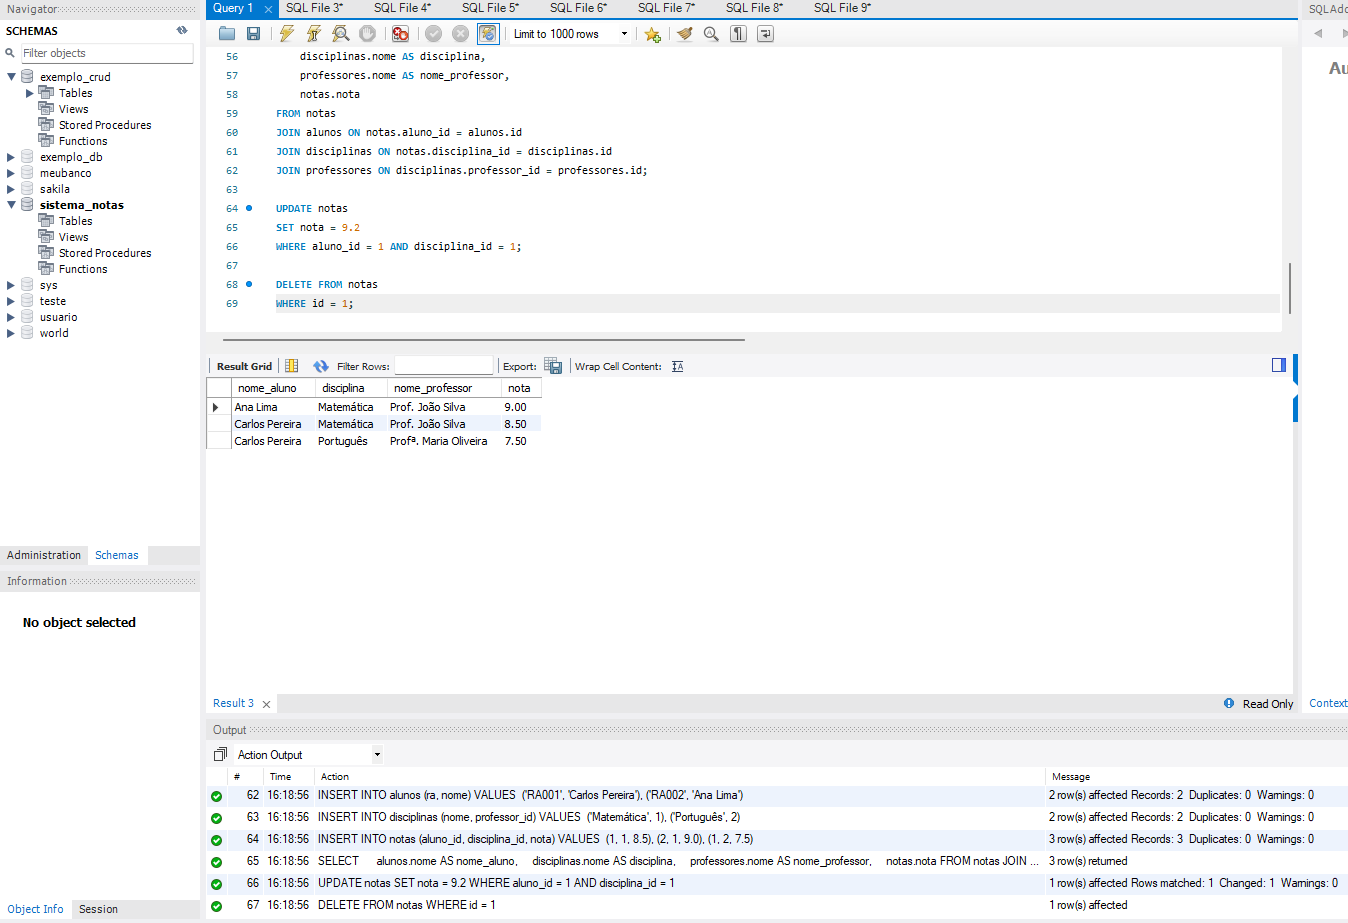 Navigator
SCHEMAS
Filter objects
exemplo_crud
Tables
Views
Stored Procedures
Functions
exemplo_db
meubanco
sakila
sistema_notas
Tables
Views
Stored Procedures
Functions
sys
teste
usuario
world
Administration Schemas
Information
No object selected
Object Info Session
Query 1 SQL File 3* SQL File 4* SQL File 5* SQL File 6* SQL File 7* SQL File 8* SQL File 9*
Limit to 1000 rows
56 disciplinas.nome AS disciplina,
57 professores.nome AS nome_professor,
58 notas.nota
59 FROM notas
60 JOIN alunos ON notas.aluno_id = alunos.id
61 JOIN disciplinas ON notas.disciplina_id = disciplinas.id
62 JOIN professores ON disciplinas.professor_id = professores.id;
63
64 UPDATE notas
65 SET nota = 9.2
66 WHERE aluno_id = 1 AND disciplina_id = 1;
67
68 DELETE FROM notas
69 WHERE id = 1;
Result Grid Filter Rows: Export: Wrap Cell Content:
nome_aluno disciplina nome_professor nota
Ana Lima Matemática Prof. João Silva 9.00
Carlos Pereira Matemática Prof. João Silva 8.50
Carlos Pereira Português Profª. Maria Oliveira 7.50
Result 3 Read Only
Output
Action Output
# Time Action Message
62 16:18:56 INSERT INTO alunos (ra, nome) VALUES ('RA001', 'Carlos Pereira'), ('RA002', 'Ana Lima') 2 row(s) affected Records: 2 Duplicates: 0 Warnings: 0
63 16:18:56 INSERT INTO disciplinas (nome, professor_id) VALUES ('Matemática', 1), ('Português', 2) 2 row(s) affected Records: 2 Duplicates: 0 Warnings: 0
64 16:18:56 INSERT INTO notas (aluno_id, disciplina_id, nota) VALUES (1, 1, 8.5), (2, 1, 9.0), (1, 2, 7.5) 3 row(s) affected Records: 3 Duplicates: 0 Warnings: 0
65 16:18:56 SELECT alunos.nome AS nome_aluno, disciplinas.nome AS disciplina, professores.nome AS nome_professor, notas.nota FROM notas JOIN ... 3 row(s) returned
66 16:18:56 UPDATE notas SET nota = 9.2 WHERE aluno_id = 1 AND disciplina_id = 1 1 row(s) affected Rows matched: 1 Changed: 1 Warnings: 0
67 16:18:56 DELETE FROM notas WHERE id = 1 1 row(s) affected
SQLAdd
Au
Context